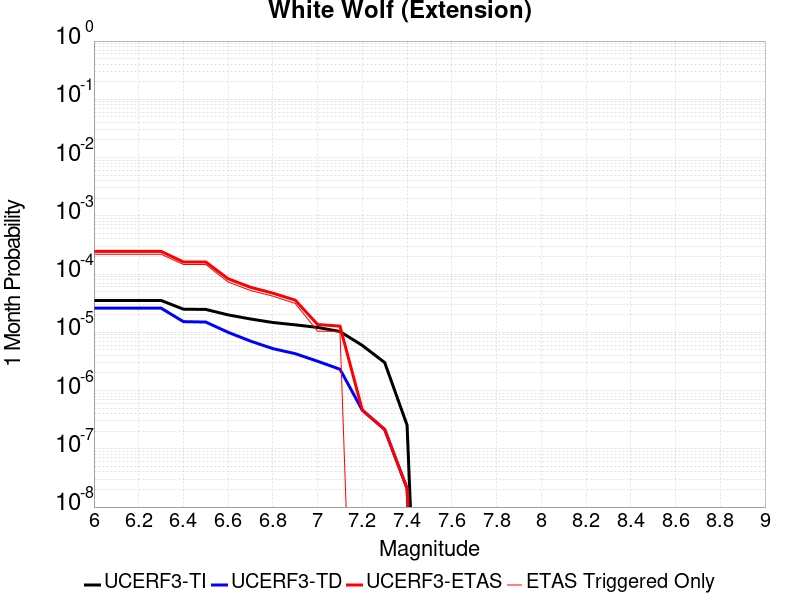 White Wolf (Extension)
10^0
10^-1
10^-2
10^-3
10^-4
10^-5
10^-6
10^-7
10^-8
1 Month Probability
6 6.2 6.4 6.6 6.8 7 7.2 7.4 7.6 7.8 8 8.2 8.4 8.6 8.8 9
Magnitude
UCERF3-TI UCERF3-TD UCERF3-ETAS ETAS Triggered Only